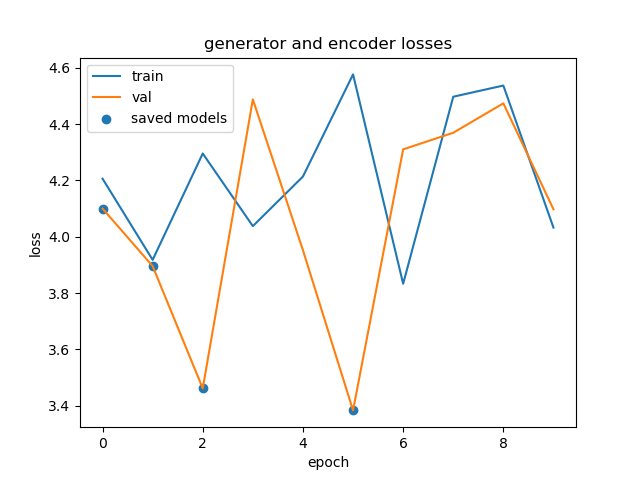 generator and encoder losses
train
val
saved models
4.6
4.4
4.2
4.0
3.8
3.6
3.4
loss
0 2 4 6 8
epoch